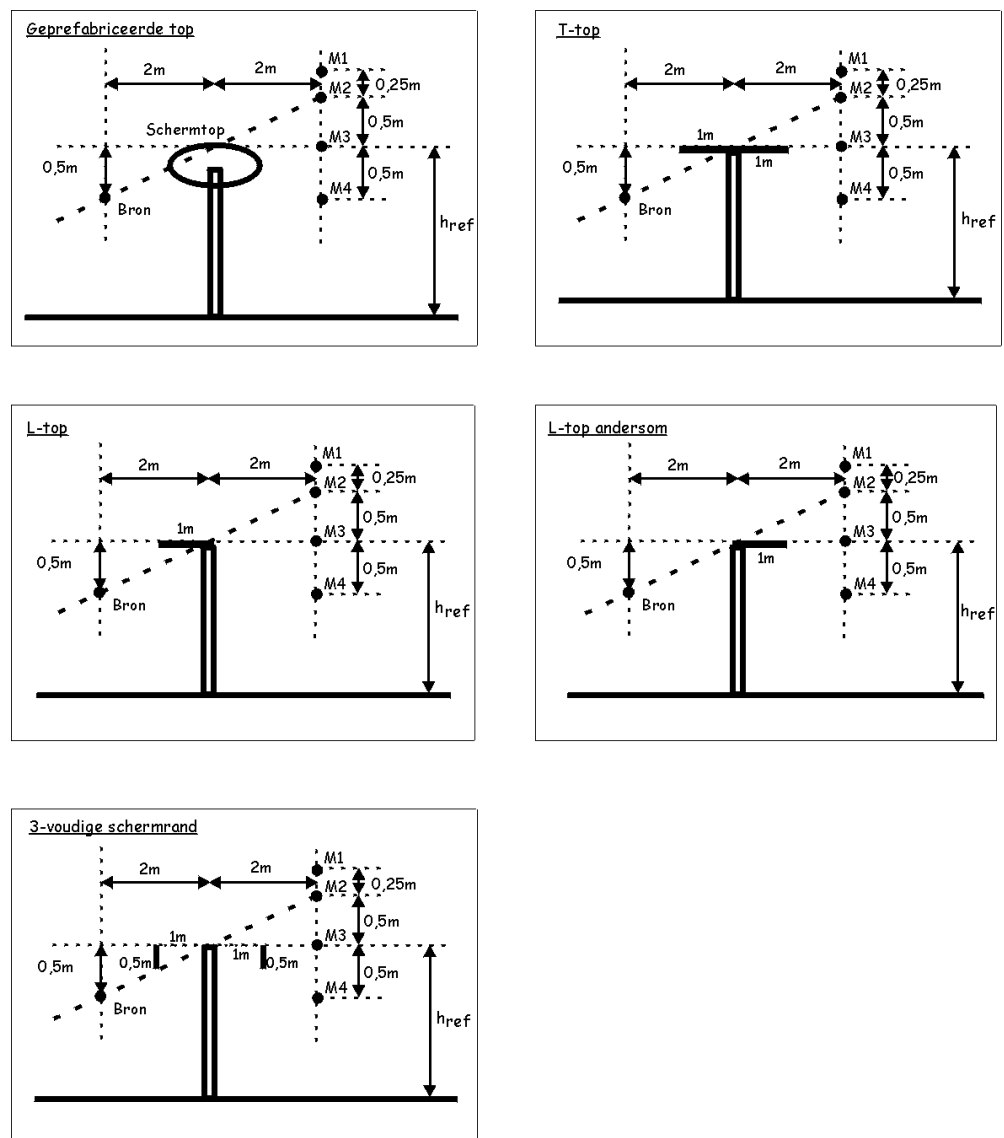 Geprefabriceerde top
M1
2m 2m
0,25m
M2
0,5m
Schermtop
M3
0,5m
0,5m
M4
Bron
href
T-top
M1
2m 2m
0,25m
M2
0,5m
1m
M3
0,5m
1m
0,5m
M4
Bron
href
L-top
M1
2m 2m
0,25m
M2
0,5m
1m
M3
0,5m
0,5m
M4
Bron
href
L-top andersom
M1
2m 2m
0,25m
M2
0,5m
M3
0,5m
1m
0,5m
M4
Bron
href
3-voudige schermrand
M1
2m 2m
0,25m
M2
0,5m
1m
M3
1m
0,5m 0,5m 0,5m 0,5m
M4
Bron
href